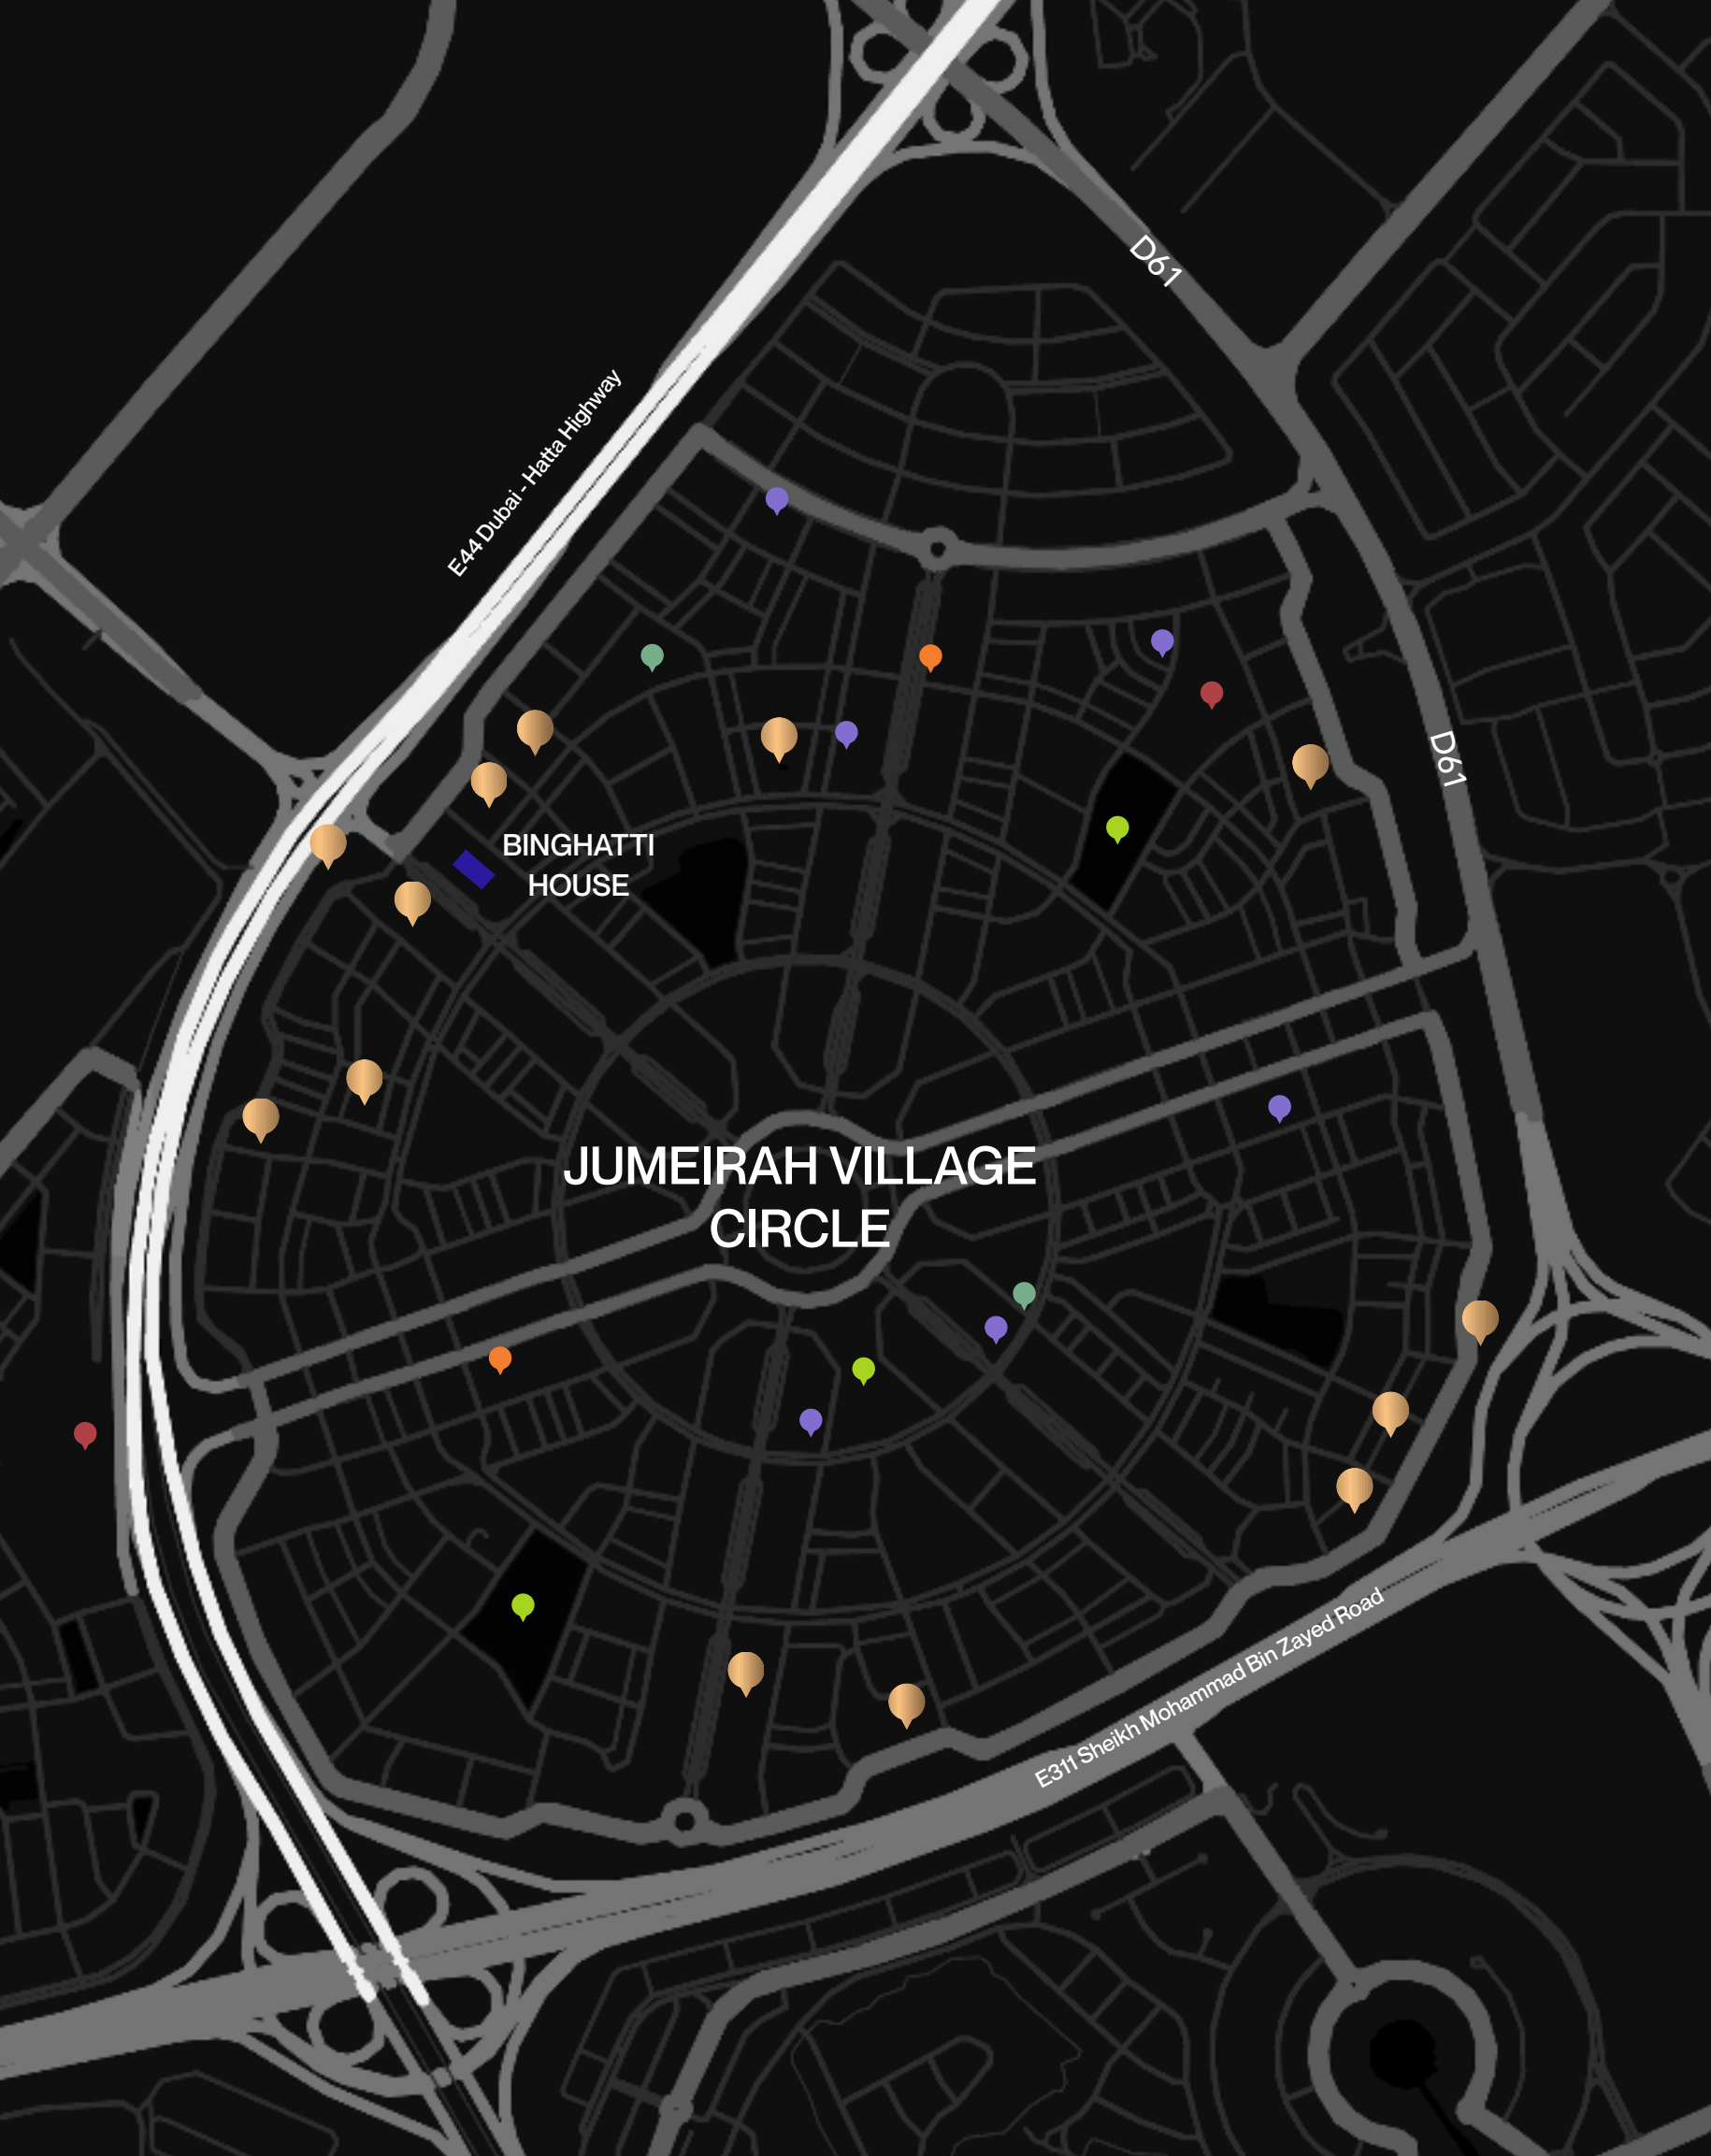 D61
E44 Dubai - Hatta Highway
D61
BINGHATTI
HOUSE
JUMEIRAH VILLAGE
CIRCLE
E311 Sheikh Mohammad Bin Zayed Road